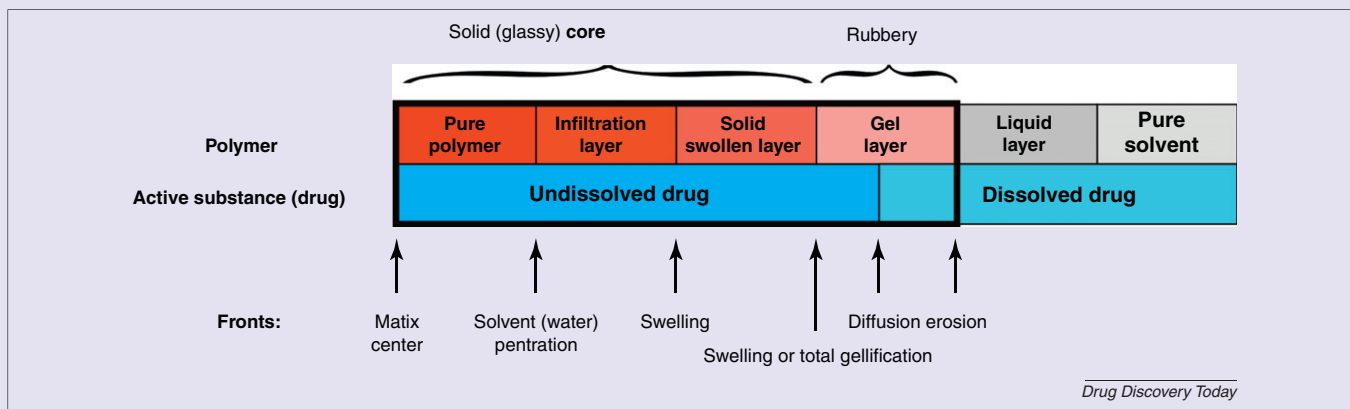 Solid (glassy) core
Rubbery
Polymer
Pure
polymer
Infiltration
layer
Solid
swollen layer
Gel
layer
Liquid
layer
Pure
solvent
Active substance (drug)
Undissolved drug
Dissolved drug
Fronts:
Matix
center
Solvent (water)
pentration
Swelling
Swelling or total gellification
Diffusion erosion
Drug Discovery Today